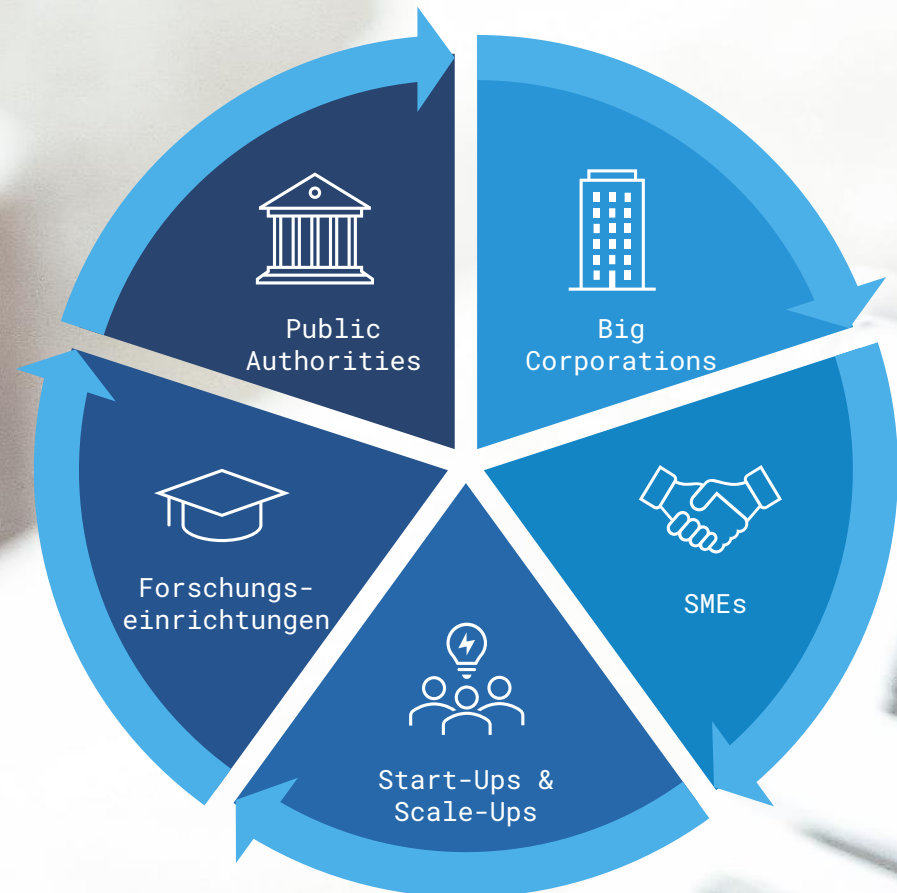 Public
Authorities
Big
Corporations
SMEs
Start-Ups &
Scale-Ups
Forschungs-
einrichtungen